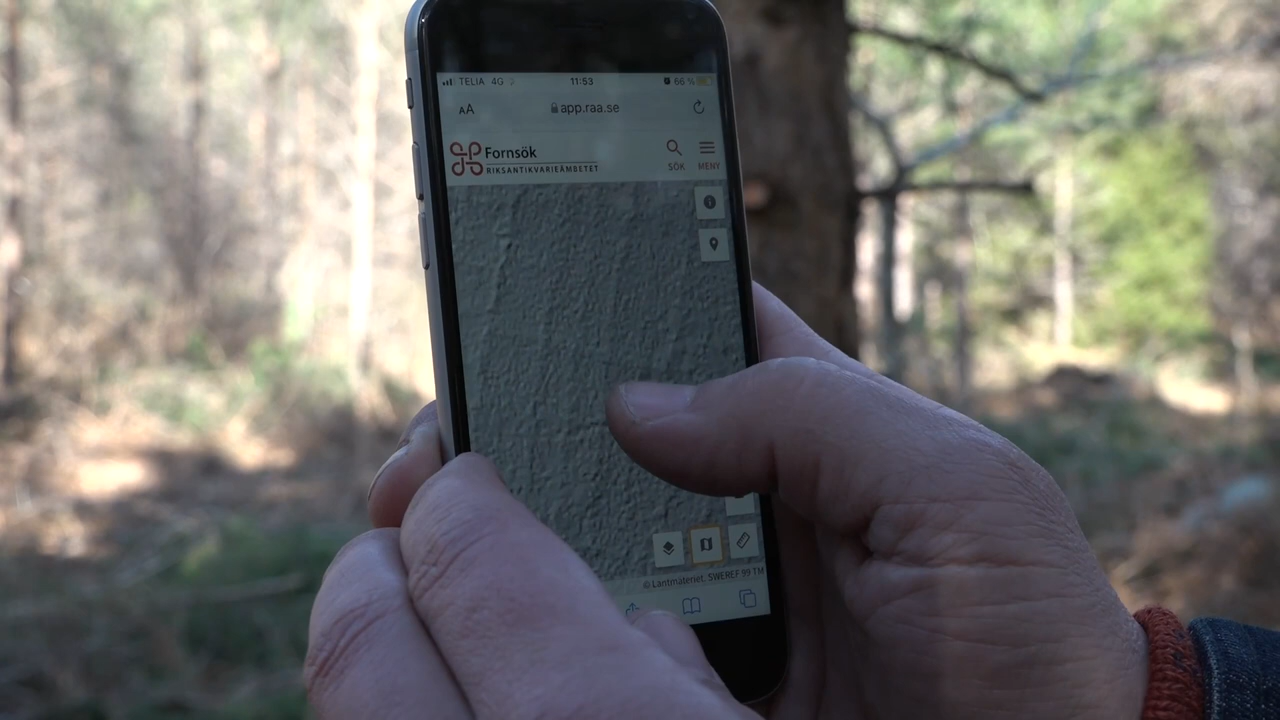 TELIA 4G 11:53 66 %
AA app.raa.se
Fornsök
RIKSANTIKVARIEÄMBETET
SÖK MENY
© Lantmäteriet, SWEREF 99 TM